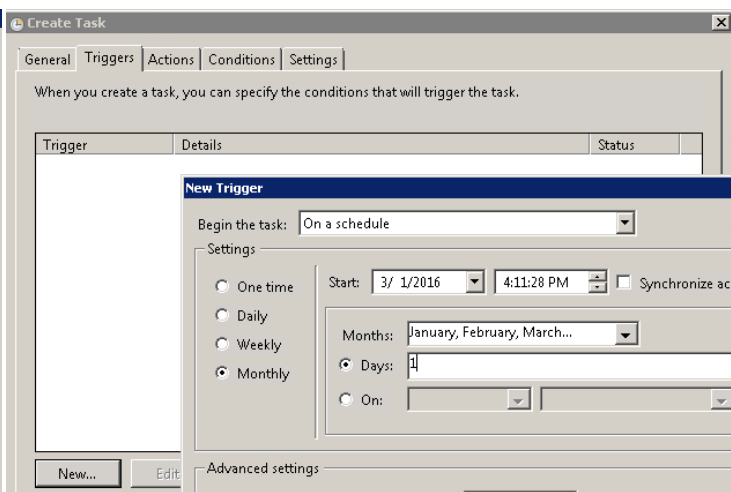 Create Task
General Triggers Actions Conditions Settings
When you create a task, you can specify the conditions that will trigger the task.
Trigger Details Status
New Trigger
Begin the task: On a schedule
Settings
One time
Start: 3/ 1/2016 4:11:28 PM Synchronize ac
Daily
Weekly
Monthly
Months: January, February, March...
Days: 1
On:
New... Edit
Advanced settings